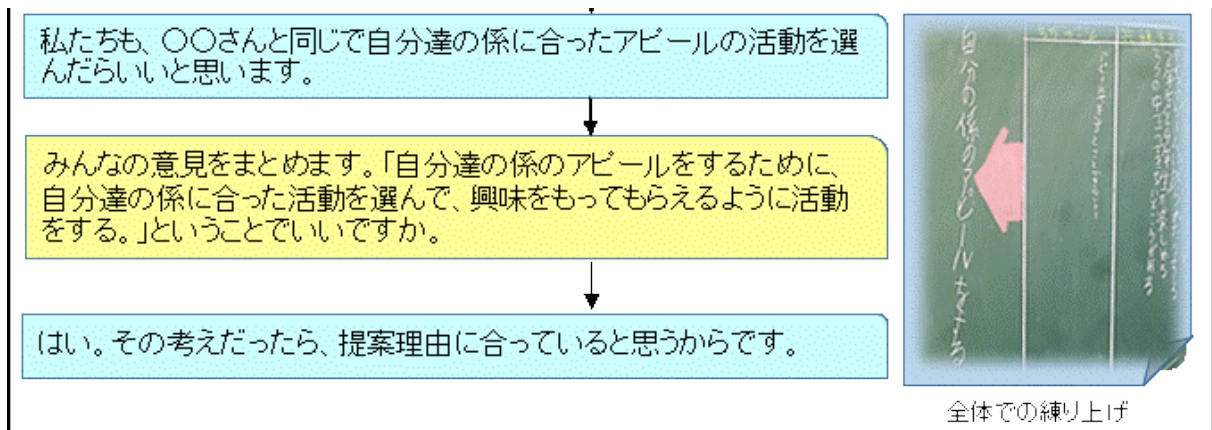 私たちも、〇〇さんと同じで自分達の係に合ったアピールの活動を選
んだらいいと思います。
みんなの意見をまとめます。「自分達の係のアピールをするために、
自分達の係に合った活動を選んで、興味をもってもらえるように活動
をする。」ということでいいですか。
はい。その考えだったら、提案理由に合っていると思うからです。
自分の係のアピールをする
全体での練り上げ